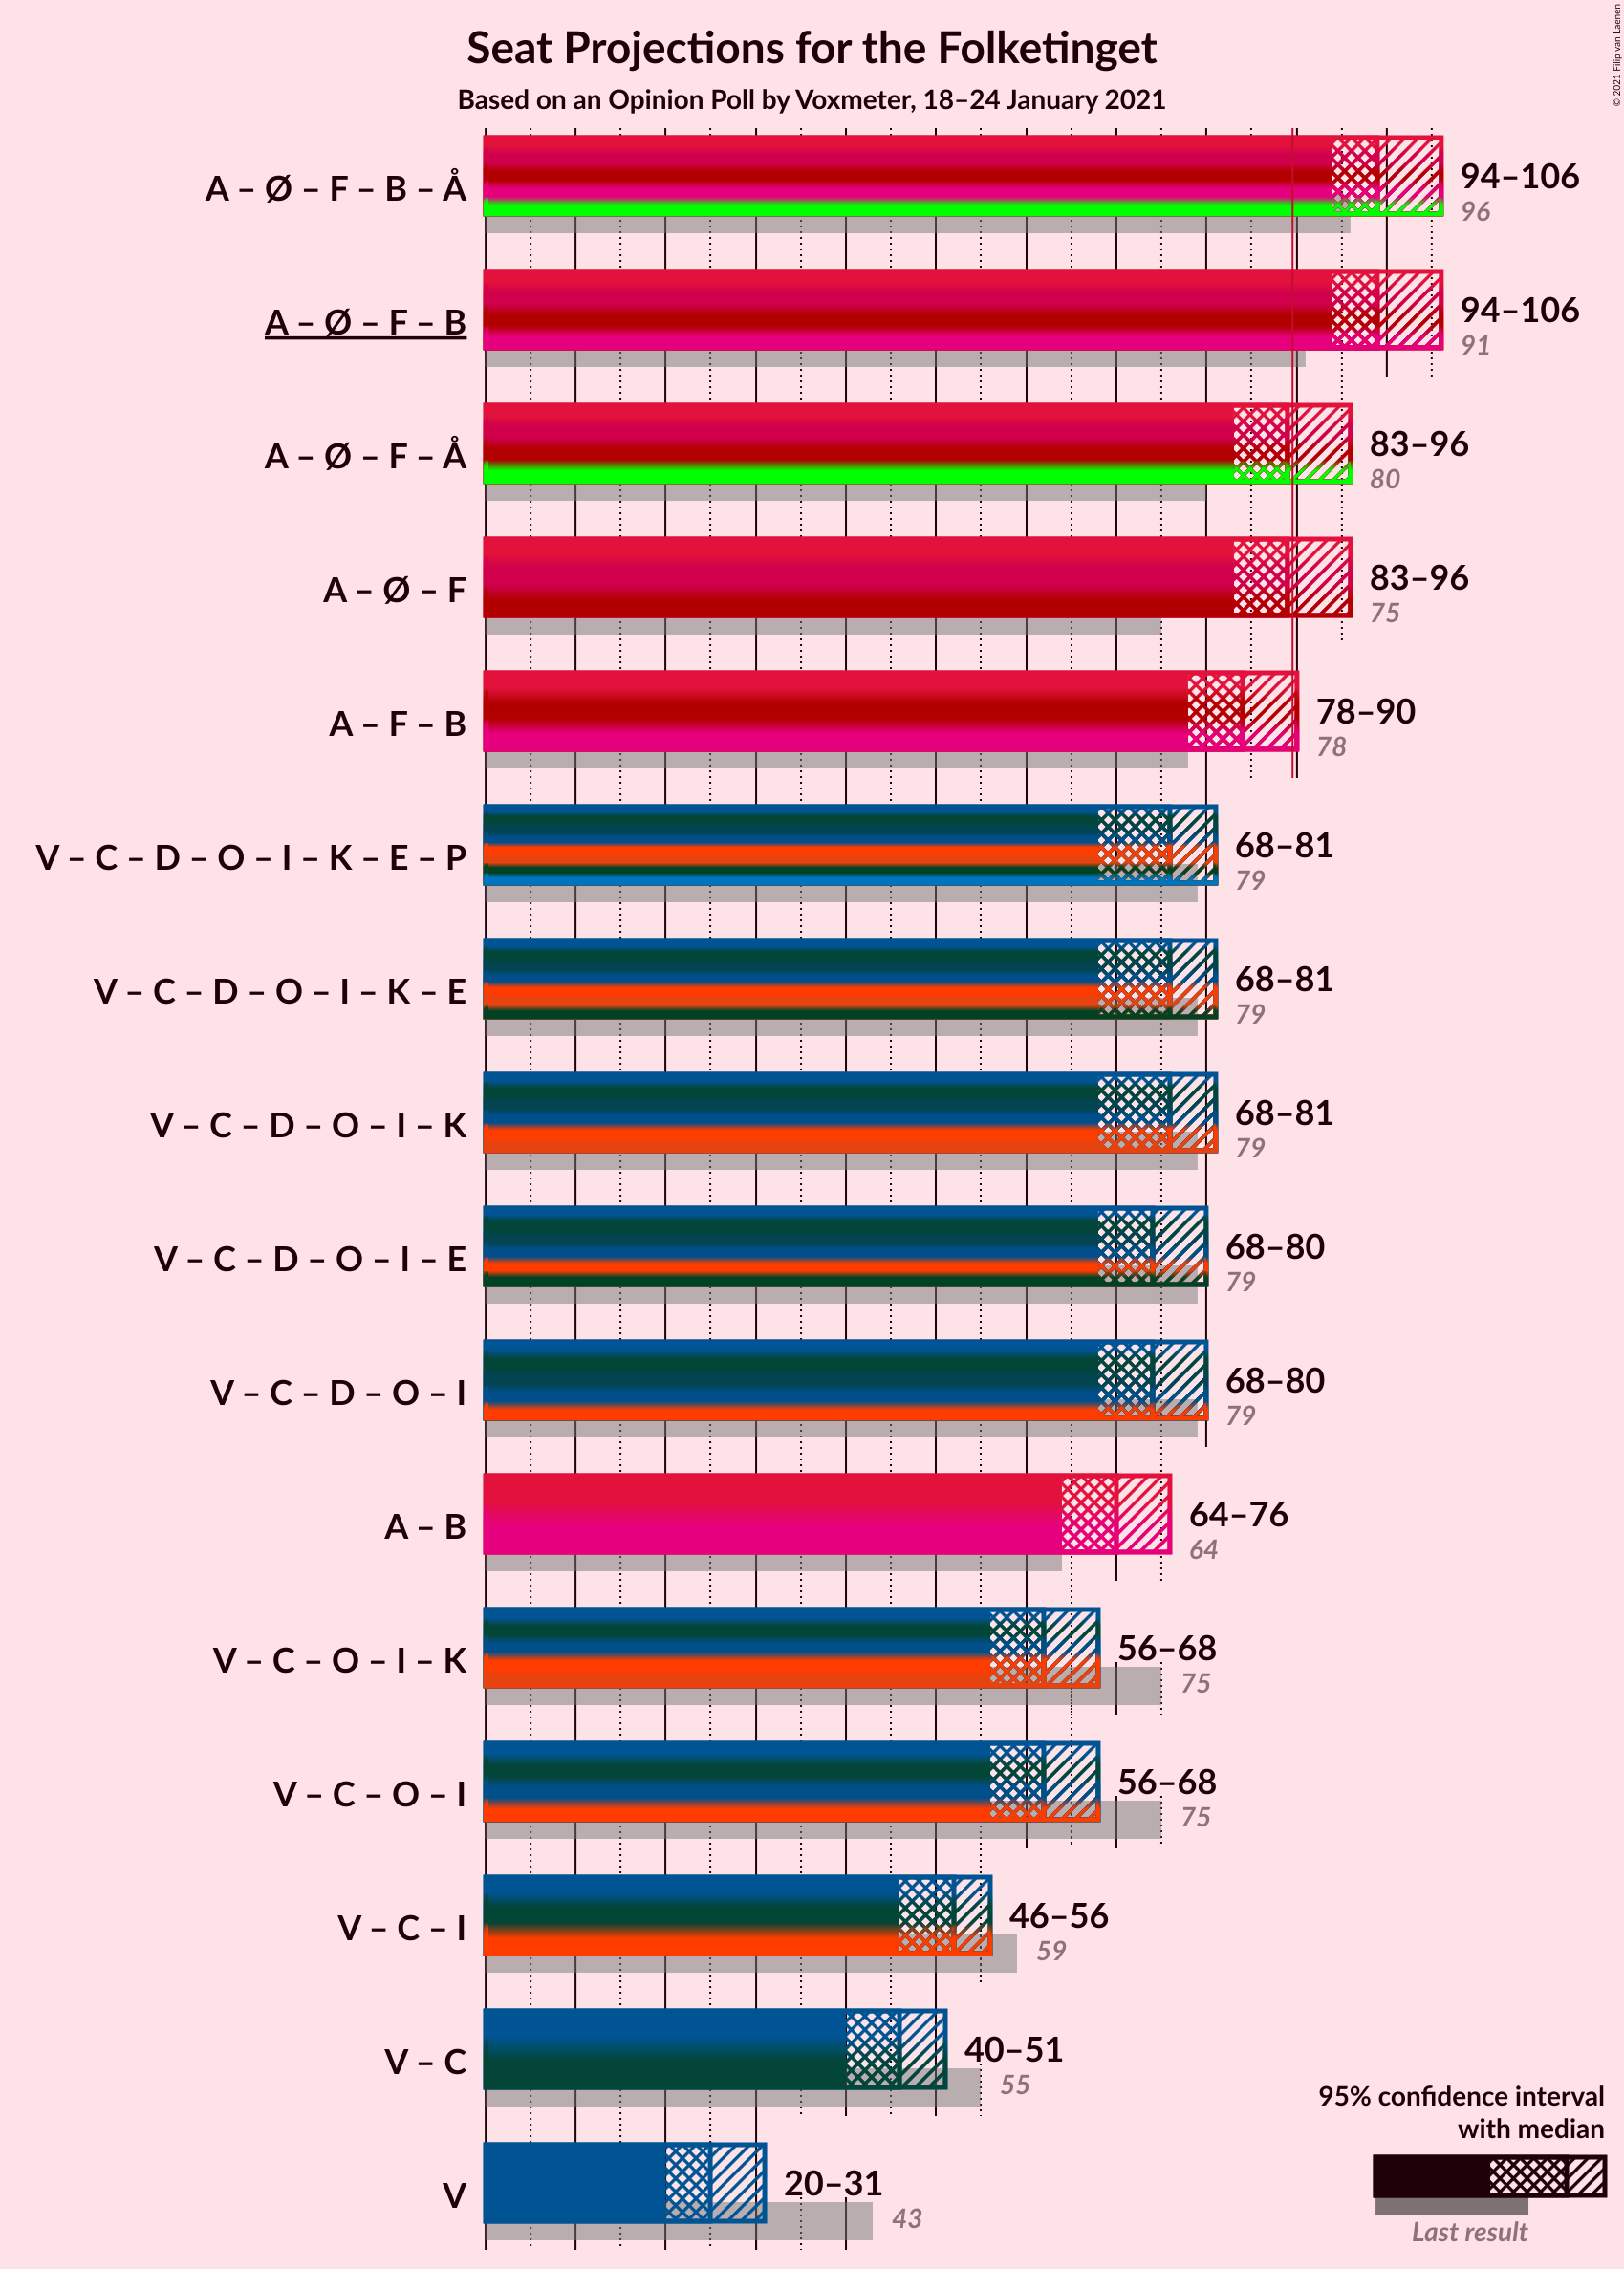 Seat Projections for the Folketinget
Based on an Opinion Poll by Voxmeter, 18–24 January 2021
© 2021 Filip van Laenen
A – Ø – F – B – Å
94–106
96
A – Ø – F – B
94–106
91
A – Ø – F – Å
83–96
80
A – Ø – F
83–96
75
A – F – B
78–90
78
V – C – D – O – I – K – E – P
68–81
79
V – C – D – O – I – K – E
68–81
79
V – C – D – O – I – K
68–81
79
V – C – D – O – I – E
68–80
79
V – C – D – O – I
68–80
79
A – B
64–76
64
V – C – O – I – K
56–68
75
V – C – O – I
56–68
75
V – C – I
46–56
59
V – C
40–51
55
V
20–31
43
95% confidence interval
with median
Last result